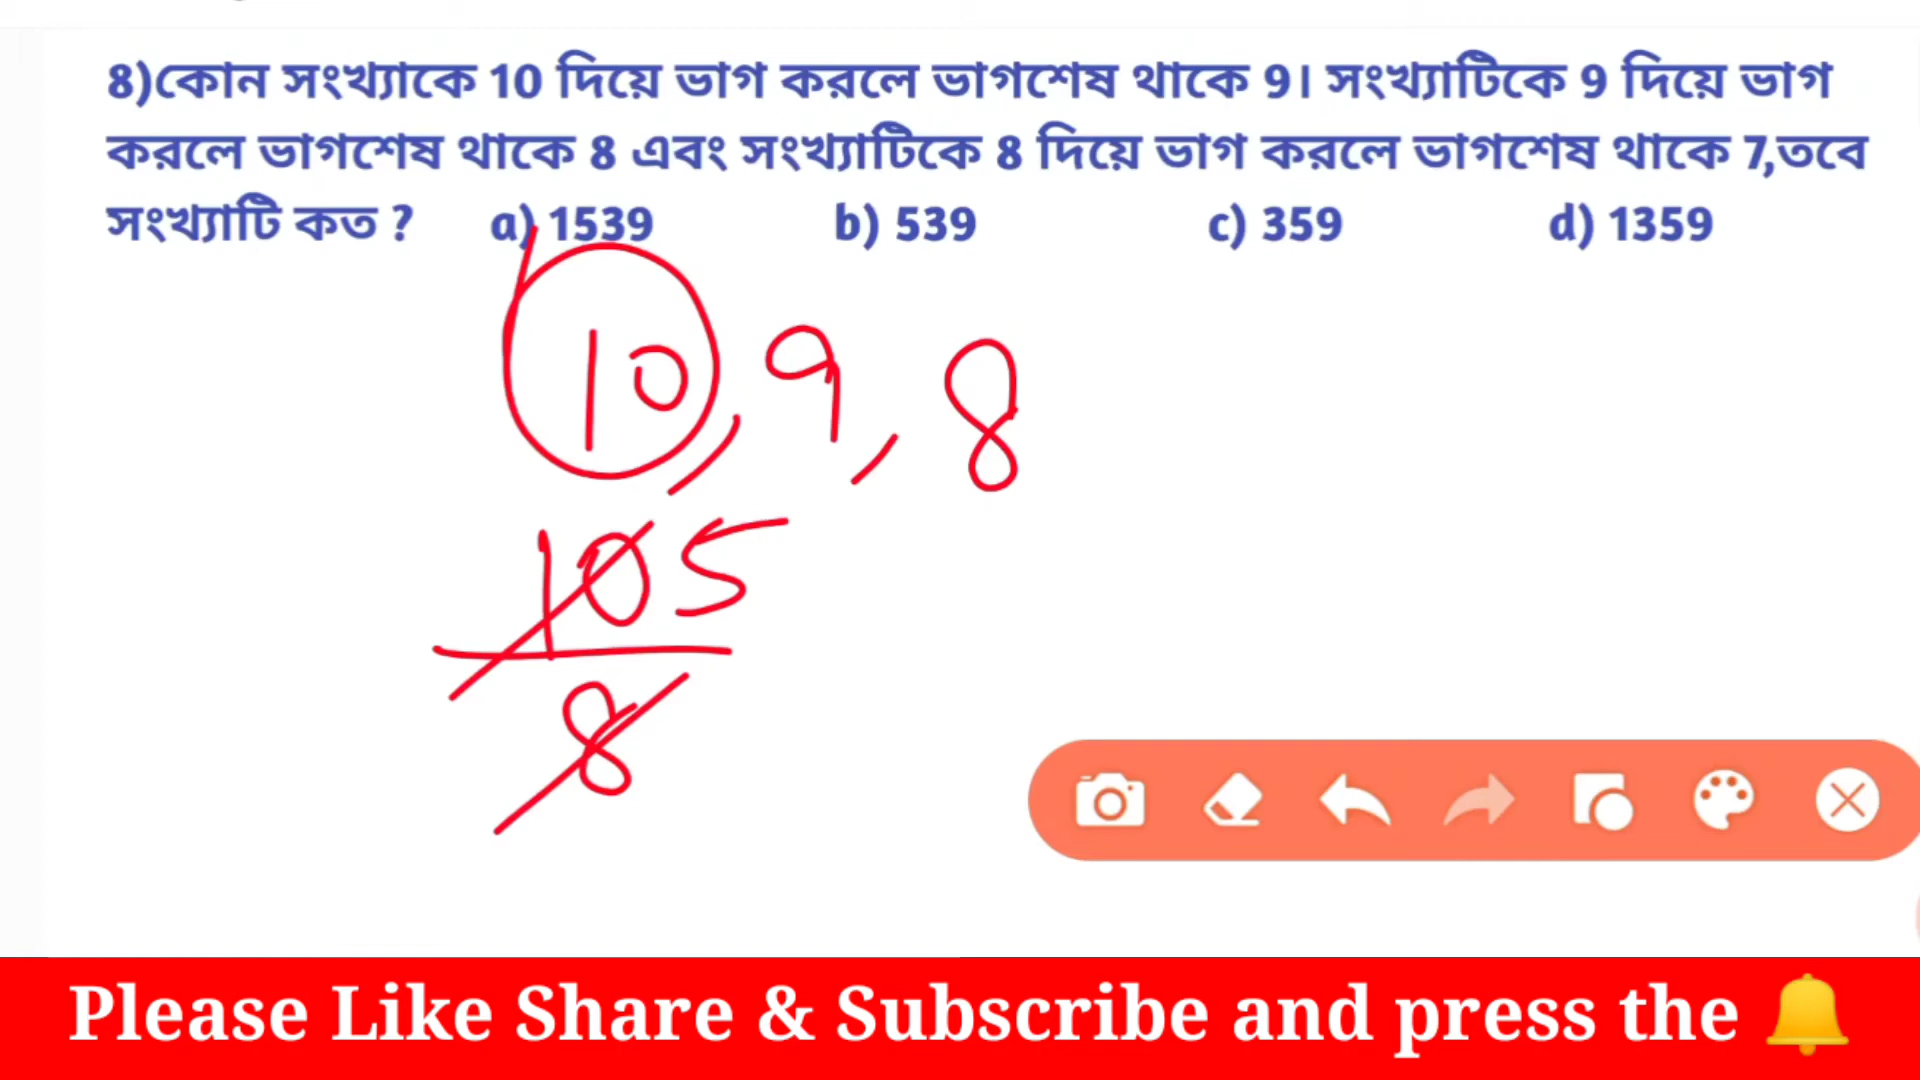 8)কোন সংখ্যাকে 10 দিয়ে ভাগ করলে ভাগশেষ থাকে 9। সংখ্যাটিকে 9 দিয়ে ভাগ
করলে ভাগশেষ থাকে 8 এবং সংখ্যাটিকে 8 দিয়ে ভাগ করলে ভাগশেষ থাকে 7,তবে
সংখ্যাটি কত ? a) 1539 b) 539 c) 359 d) 1359
10, 9, 8
105
8
Please Like Share & Subscribe and press the 🔔